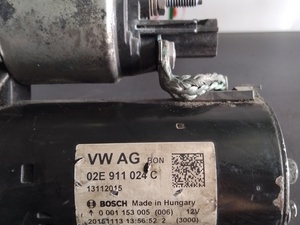 VW AG BON
02E 911 024 C
13112015
BOSCH Made in Hungary
↑ 0 001 153 005 (006) 12V
20151113 13:56:52 2 (3000)